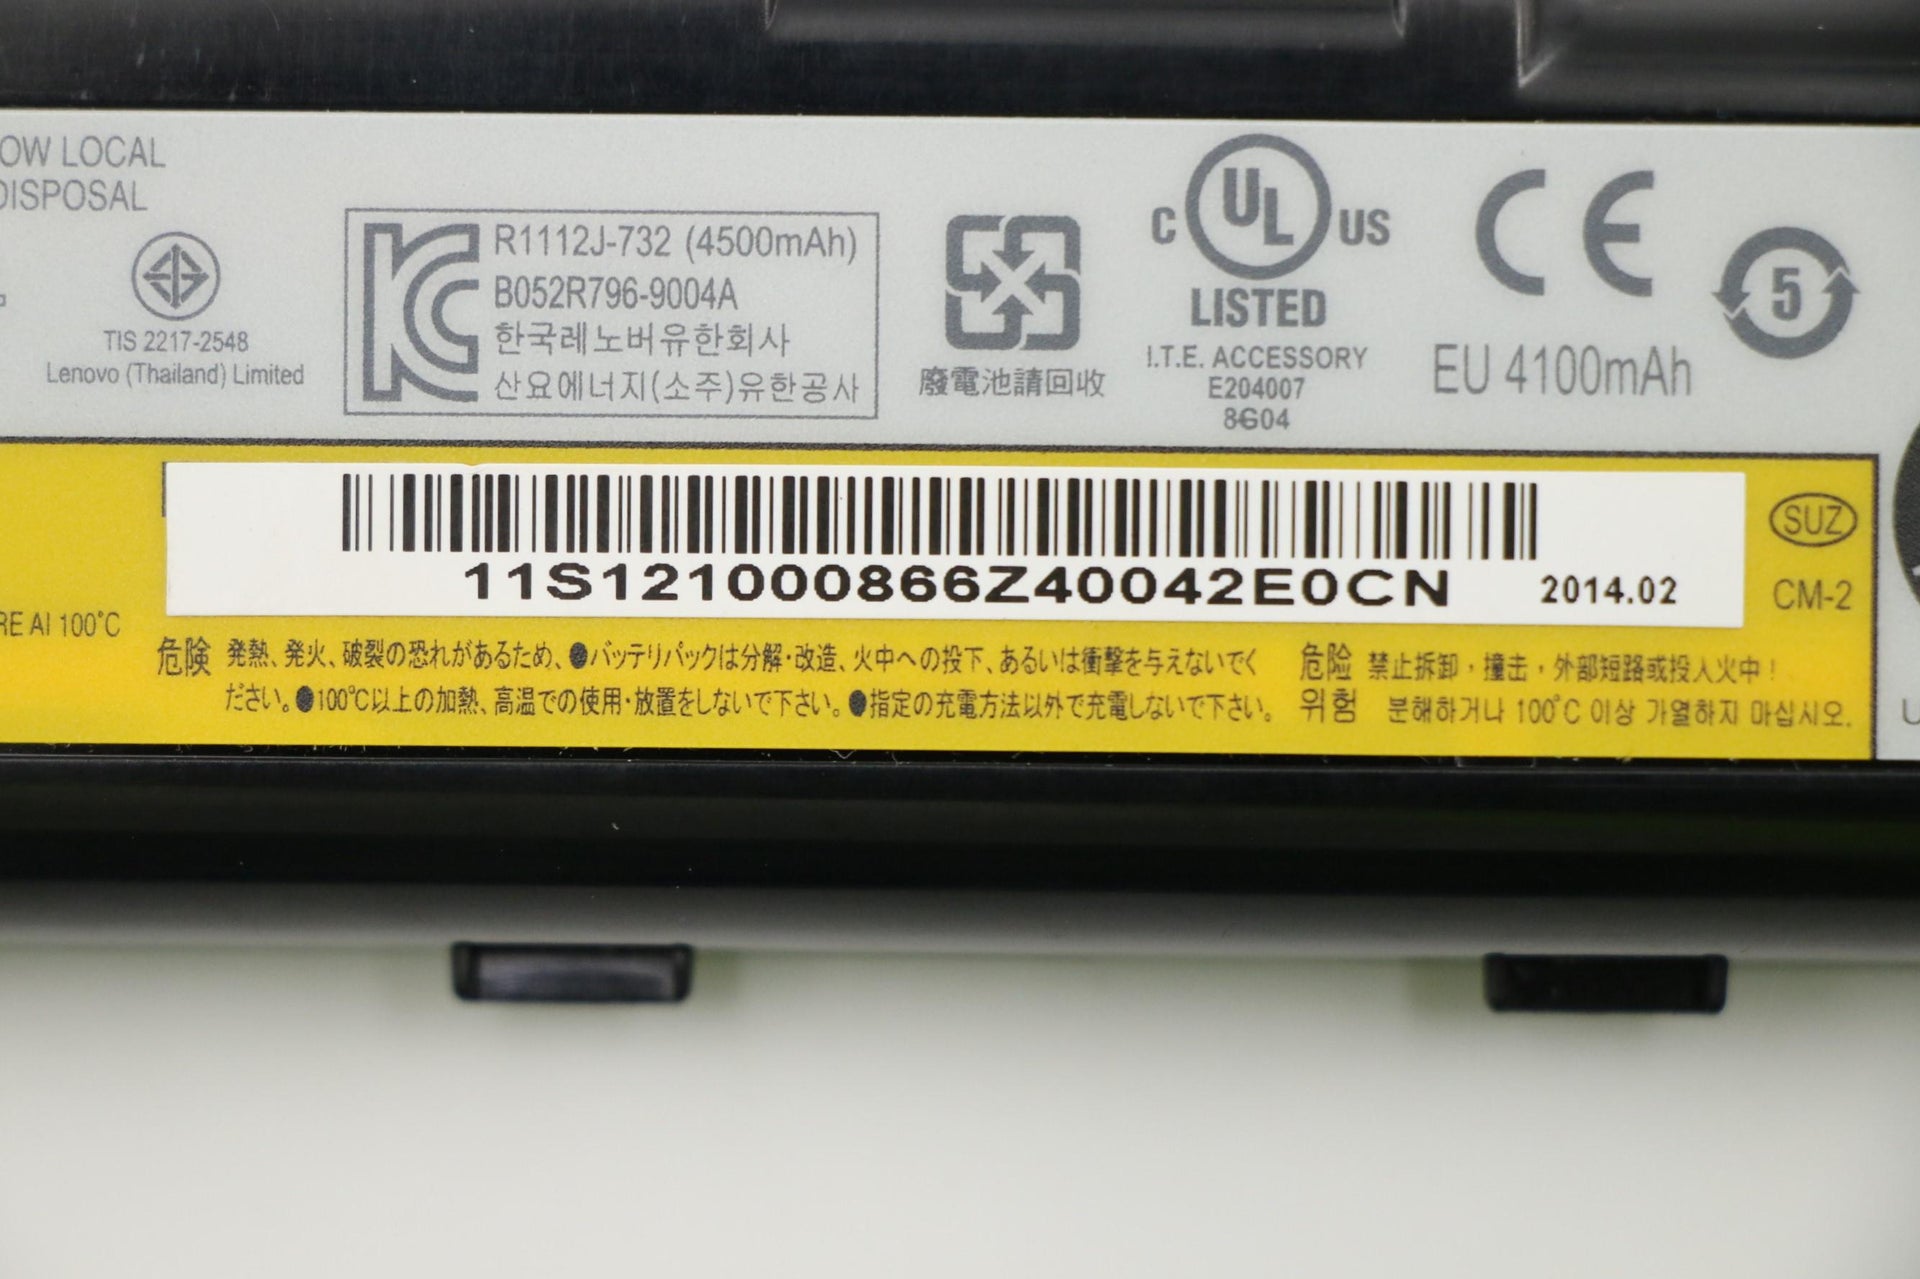 LOCAL
DISPOSAL
TIS 2217-2548
Lenovo (Thailand) Limited
R1112J-732 (4500mAh)
B052R796-9004A
한국레노버유한회사
산요에너지(소주)유한공사
廢電池請回收
C UL US
LISTED
I.T.E. ACCESSORY
E204007
8G04
CE
EU 4100mAh
5
11S121000866Z40042E0CN 2014.02
SUZ
CM-2
100°C
危険 発熱、発火、破裂の恐れがあるため、●バッテリパックは分解・改造、火中への投下、あるいは衝撃を与えないでく
ださい。●100℃以上の加熱、高温での使用・放置をしないで下さい。●指定の充電方法以外で充電しないで下さい。
危险 禁止拆卸，撞击，外部短路或投入火中！
위험 분해하거나 100°C 이상 가열하지 마십시오.